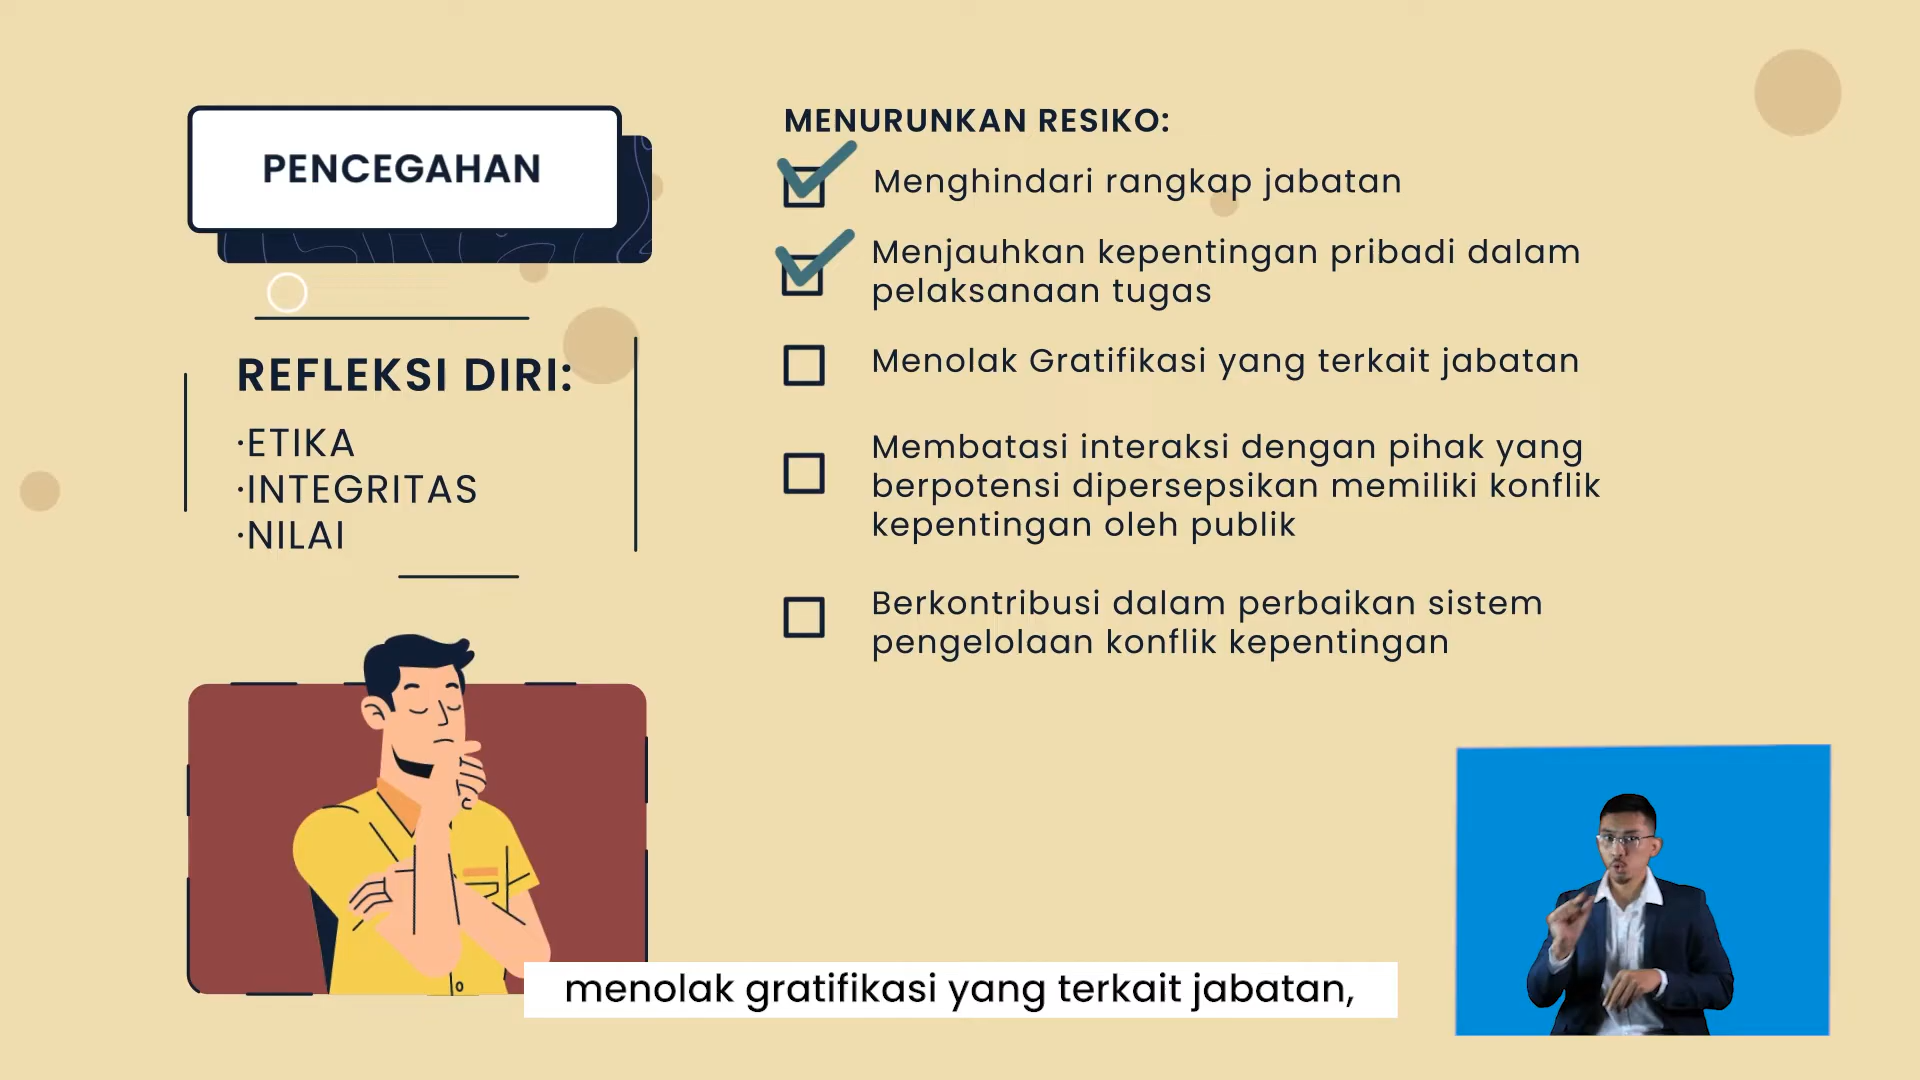 PENCEGAHAN
REFLEKSI DIRI:
·ETIKA
·INTEGRITAS
·NILAI
MENURUNKAN RESIKO:
Menghindari rangkap jabatan
Menjauhkan kepentingan pribadi dalam
pelaksanaan tugas
Menolak Gratifikasi yang terkait jabatan
Membatasi interaksi dengan pihak yang
berpotensi dipersepsikan memiliki konflik
kepentingan oleh publik
Berkontribusi dalam perbaikan sistem
pengelolaan konflik kepentingan
menolak gratifikasi yang terkait jabatan,